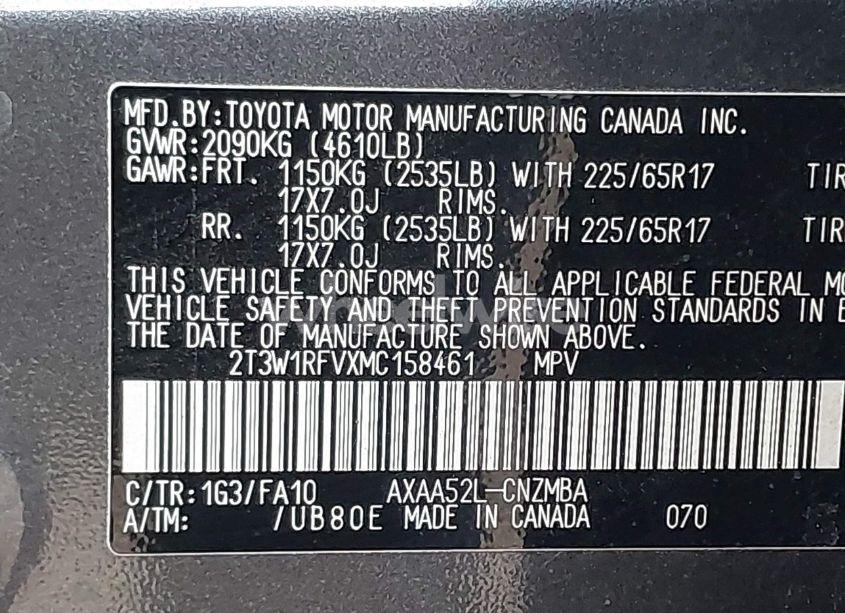 MFD.BY:TOYOTA MOTOR MANUFACTURING CANADA INC.
GVWR:2090KG (4610LB)
GAWR:FRT. 1150KG (2535LB) WITH 225/65R17 TIR
17X7.0J RIMS.
RR. 1150KG (2535LB) WITH 225/65R17 TIR
17X7.0J RIMS.
THIS VEHICLE CONFORMS TO ALL APPLICABLE FEDERAL MO
VEHICLE SAFETY AND THEFT PREVENTION STANDARDS IN E
THE DATE OF MANUFACTURE SHOWN ABOVE.
2T3W1RFVXMC158461 MPV
C/TR:1G3/FA10 AXAA52L-CNZMBA
A/TM: /UB80E MADE IN CANADA 070